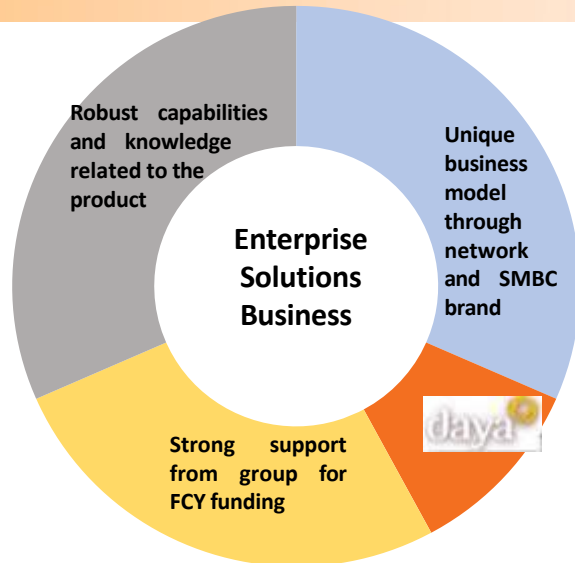 Robust capabilities
and knowledge
related to the
product
Unique
business
model
through
network
and SMBC
brand
Enterprise
Solutions
Business
daya
Strong support
from group for
FCY funding